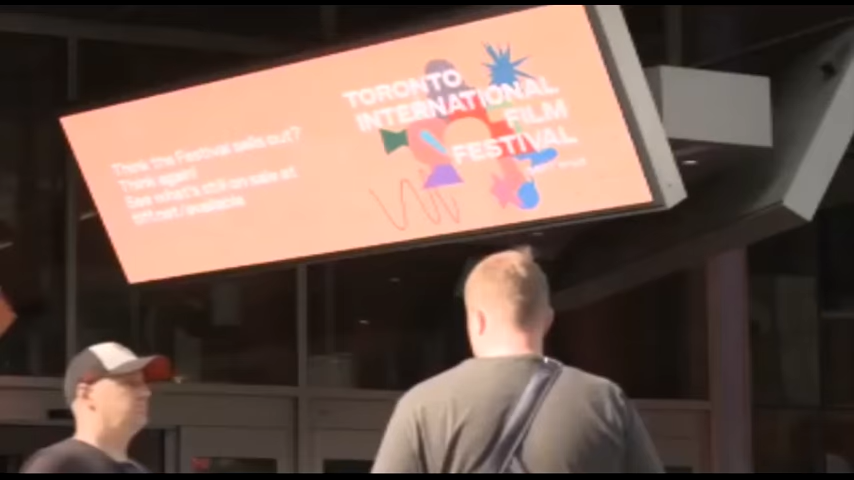 Think the Festival sells out?
Think again!
See what's still on sale at
tiff.net/available
TORONTO
INTERNATIONAL
FILM
FESTIVAL